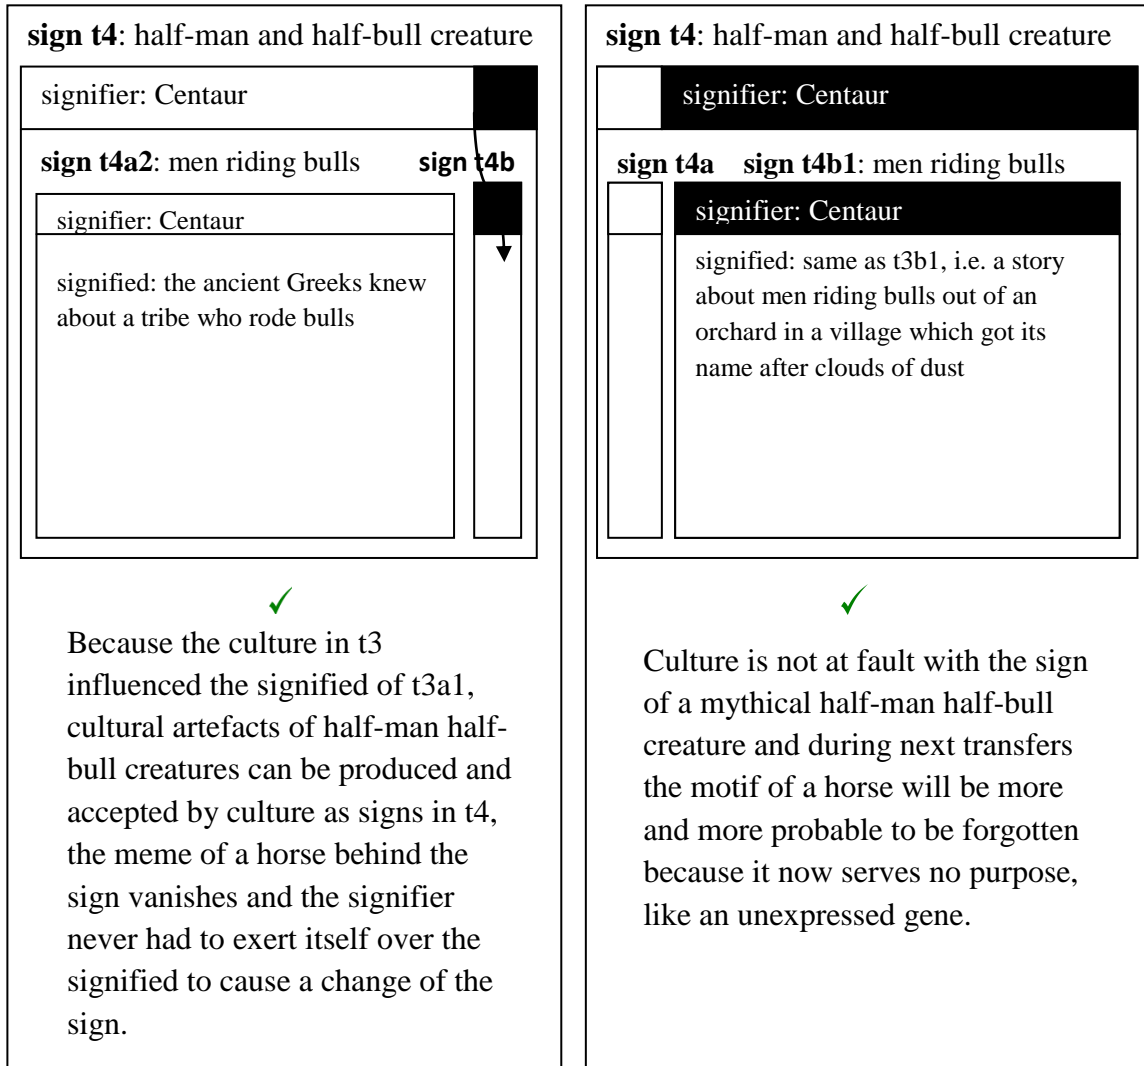 sign t4: half-man and half-bull creature
signifier: Centaur
sign t4a2: men riding bulls
sign t4b
signifier: Centaur
signified: the ancient Greeks knew
about a tribe who rode bulls
✓
Because the culture in t3
influenced the signified of t3a1,
cultural artefacts of half-man half-
bull creatures can be produced and
accepted by culture as signs in t4,
the meme of a horse behind the
sign vanishes and the signifier
never had to exert itself over the
signified to cause a change of the
sign.
sign t4: half-man and half-bull creature
signifier: Centaur
sign t4a
sign t4b1: men riding bulls
signifier: Centaur
signified: same as t3b1, i.e. a story
about men riding bulls out of an
orchard in a village which got its
name after clouds of dust
✓
Culture is not at fault with the sign
of a mythical half-man half-bull
creature and during next transfers
the motif of a horse will be more
and more probable to be forgotten
because it now serves no purpose,
like an unexpressed gene.